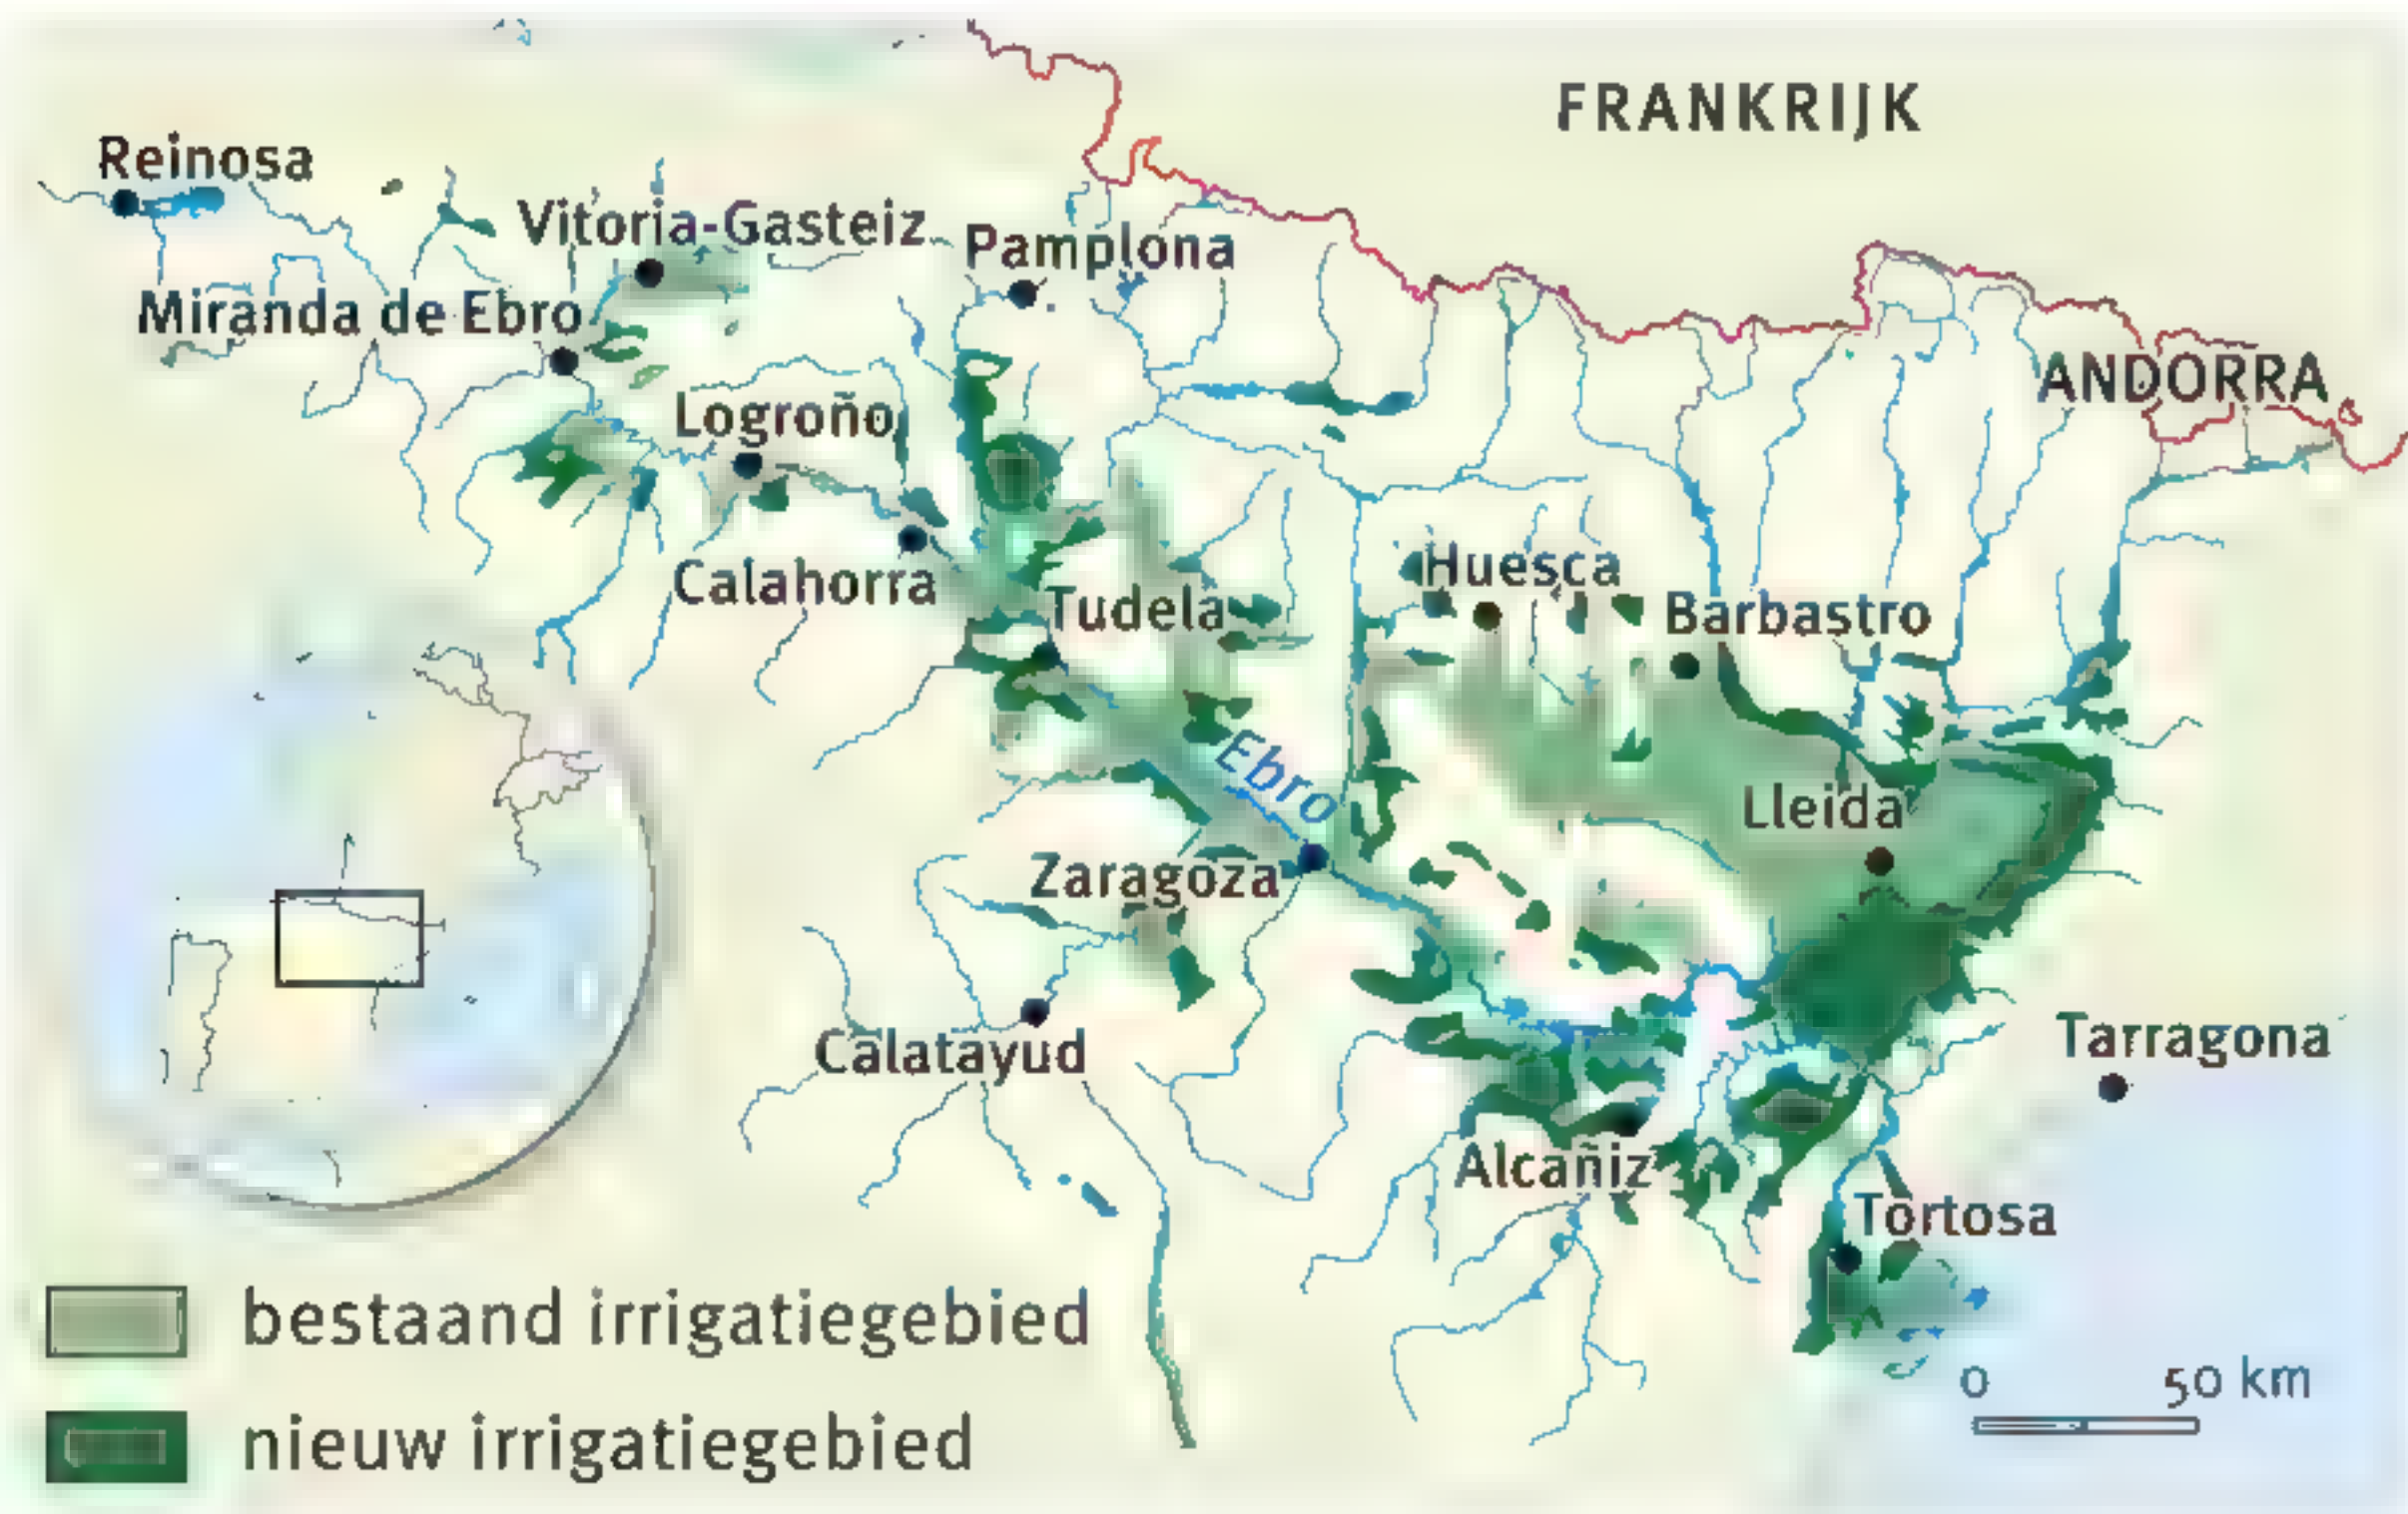 FRANKRIJK
Reinosa
Vitoria-Gasteiz
Pamplona
Miranda de Ebro
ANDORRA
Logroño
Huesca
Calahorra
Tudela
Barbastro
Ebro
Lleida
Zaragoza
Calatayud
Tarragona
Alcañiz
Tortosa
bestaand irrigatiegebied
0 50 km
nieuw irrigatiegebied